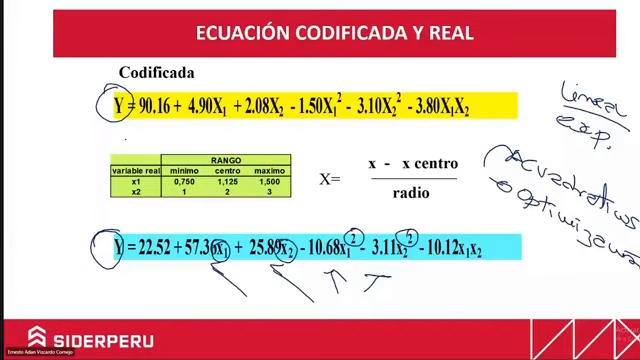 ECUACIÓN CODIFICADA Y REAL
Codificada
Y = 90.16 + 4.90X₁ + 2.08X₂ - 1.50X₁² - 3.10X₂² - 3.80X₁X₂
lineal
exp.
RANGO
variable real minimo centro maximo
x1 0,750 1,125 1,500
x2 1 2 3
X= x - x centro
radio
Cuadrativos
Y = 22.52 + 57.36x₁ + 25.89x₂ - 10.68x₁² - 3.11x₂² - 10.12x₁x₂
SIDERPERU
Ernesto Adan Vizcardo Cornejo